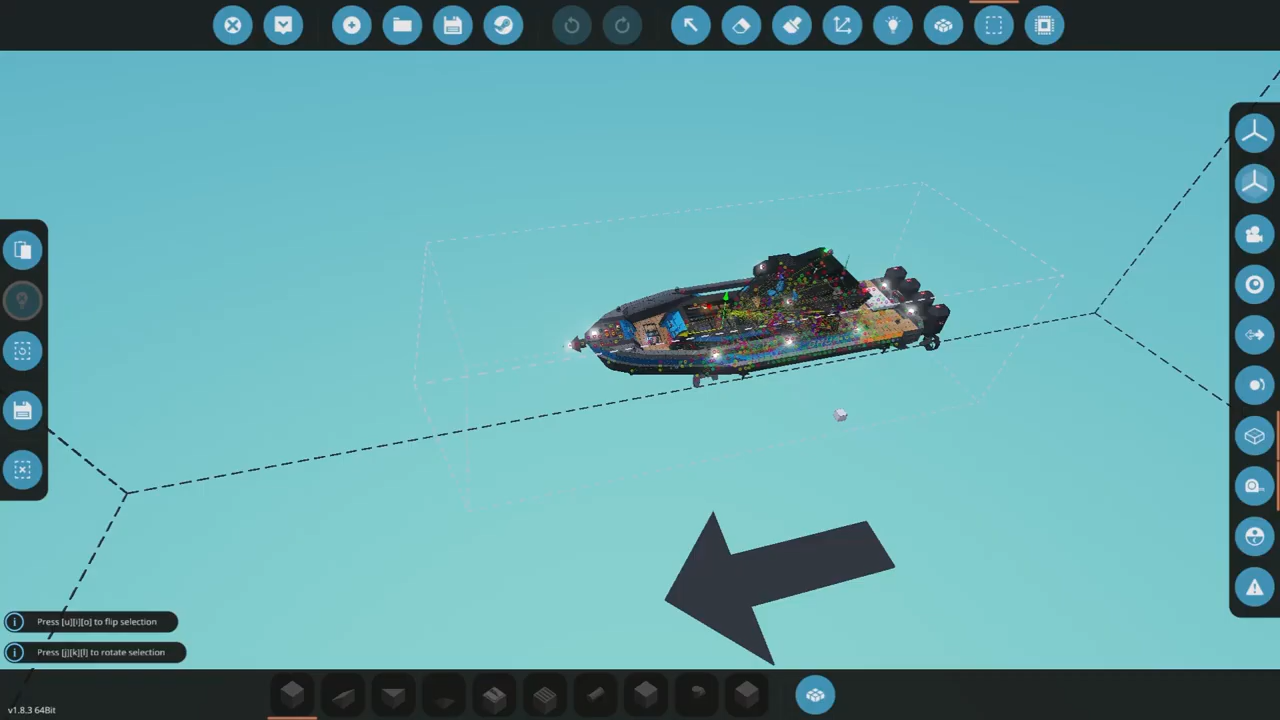 Press [u][i][o] to flip selection
Press [j][k][l] to rotate selection
v1.8.3 64Bit